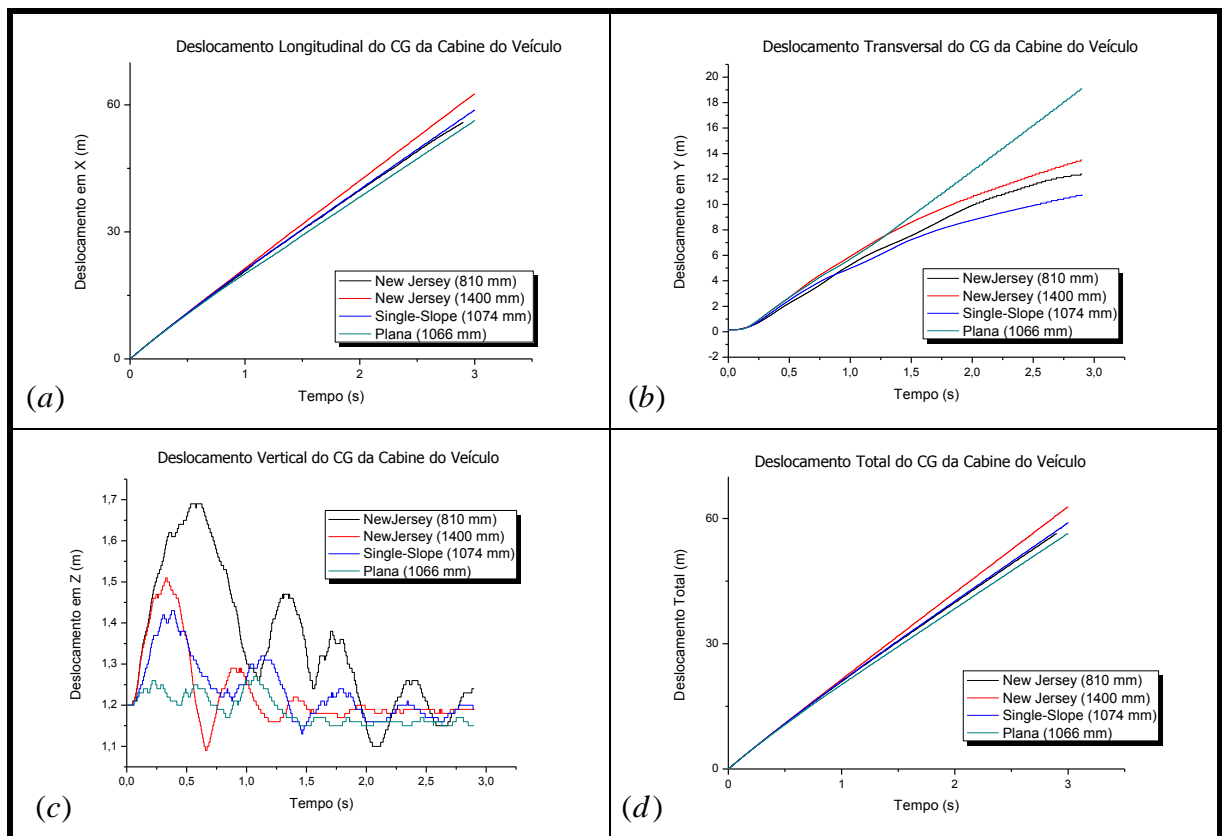 Deslocamento Longitudinal do CG da Cabine do Veículo
Deslocamento em X (m)
60
30
0
0
1
2
3
Tempo (s)
New Jersey (810 mm)
New Jersey (1400 mm)
Single-Slope (1074 mm)
Plana (1066 mm)
(a)
Deslocamento Transversal do CG da Cabine do Veículo
Deslocamento em Y (m)
20
18
16
14
12
10
8
6
4
2
0
-2
0,0
0,5
1,0
1,5
2,0
2,5
3,0
Tempo (s)
NewJersey (810 mm)
NewJersey (1400 mm)
Single-Slope (1074 mm)
Plana (1066 mm)
(b)
Deslocamento Vertical do CG da Cabine do Veículo
Deslocamento em Z (m)
1,7
1,6
1,5
1,4
1,3
1,2
1,1
0,0
0,5
1,0
1,5
2,0
2,5
3,0
Tempo (s)
NewJersey (810 mm)
NewJersey (1400 mm)
Single-Slope (1074 mm)
Plana (1066 mm)
(c)
Deslocamento Total do CG da Cabine do Veículo
Deslocamento Total (m)
60
30
0
0
1
2
3
Tempo (s)
New Jersey (810 mm)
New Jersey (1400 mm)
Single-Slope (1074 mm)
Plana (1066 mm)
(d)